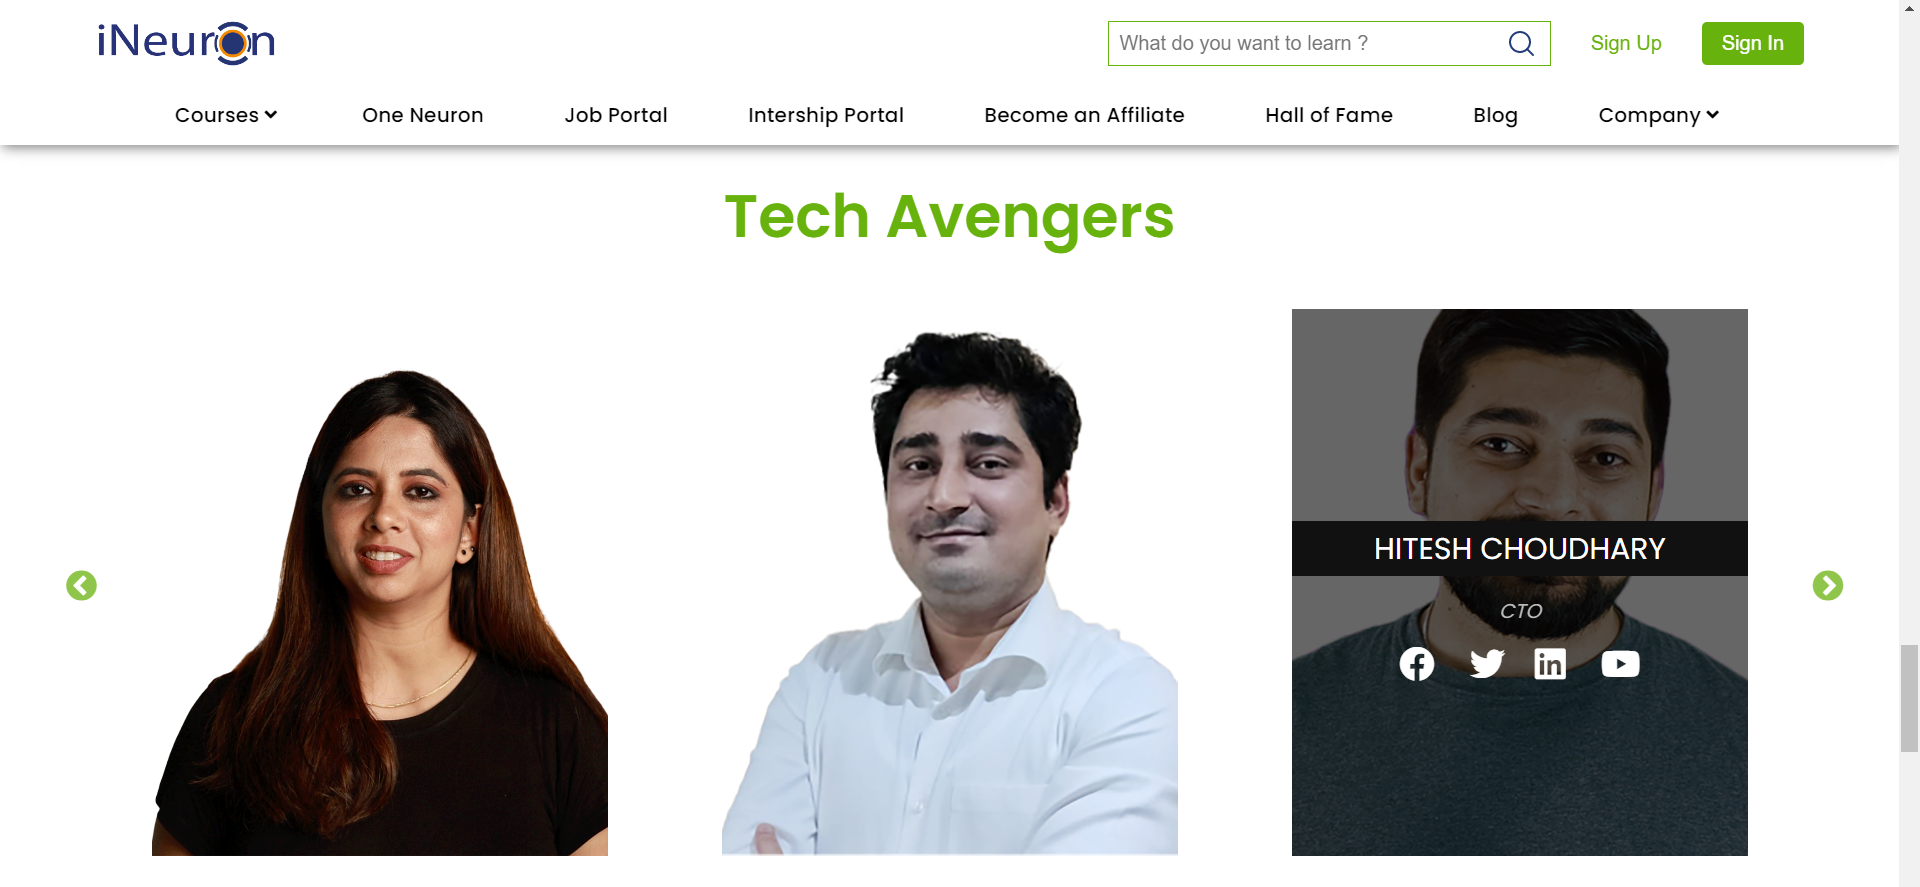 iNeuron
What do you want to learn ?
Sign Up
Sign In
Courses
One Neuron
Job Portal
Intership Portal
Become an Affiliate
Hall of Fame
Blog
Company
Tech Avengers
HITESH CHOUDHARY
CTO